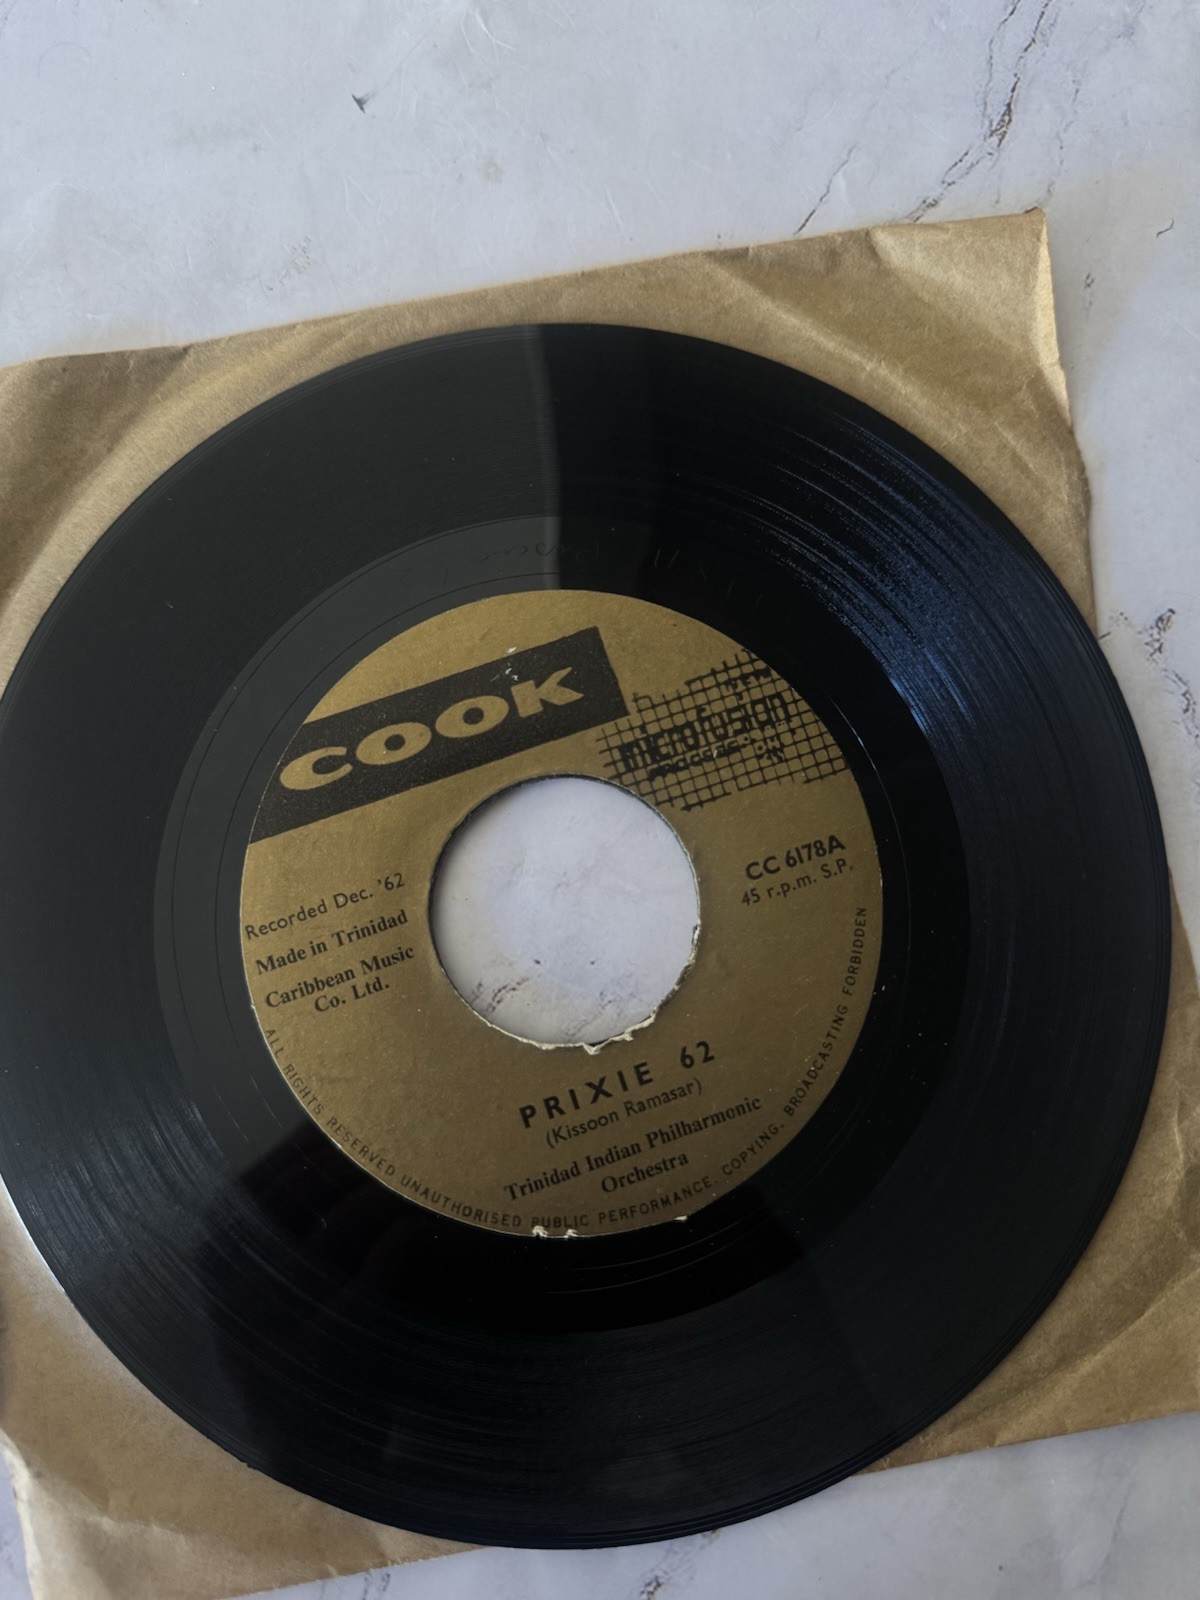 COOK
microfusion
CC 6178A
45 r.p.m. S.P.
Recorded Dec. '62
Made in Trinidad
Caribbean Music
Co. Ltd.
PRIXIE 62
(Kissoon Ramasar)
Trinidad Indian Philharmonic
Orchestra
ALL RIGHTS RESERVED UNAUTHORISED PUBLIC PERFORMANCE, COPYING, BROADCASTING FORBIDDEN